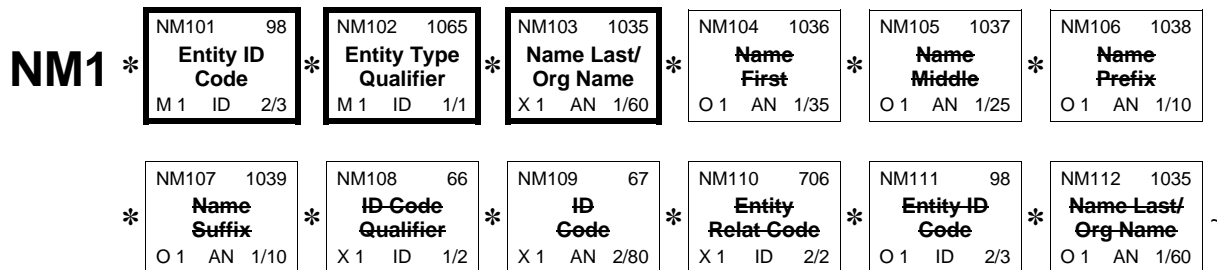 NM101 98 NM102 1065 NM103 1035 NM104 1036 NM105 1037 NM106 1038
NM1 * Entity ID Code * Entity Type Qualifier * Name Last/ Org Name * Name First * Name Middle * Name Prefix
M 1 ID 2/3 M 1 ID 1/1 X 1 AN 1/60 O 1 AN 1/35 O 1 AN 1/25 O 1 AN 1/10
NM107 1039 NM108 66 NM109 67 NM110 706 NM111 98 NM112 1035
* Name Suffix * ID Code Qualifier * ID Code * Entity Relat Code * Entity ID Code * Name Last/ Org Name ~
O 1 AN 1/10 X 1 ID 1/2 X 1 AN 2/80 X 1 ID 2/2 O 1 ID 2/3 O 1 AN 1/60